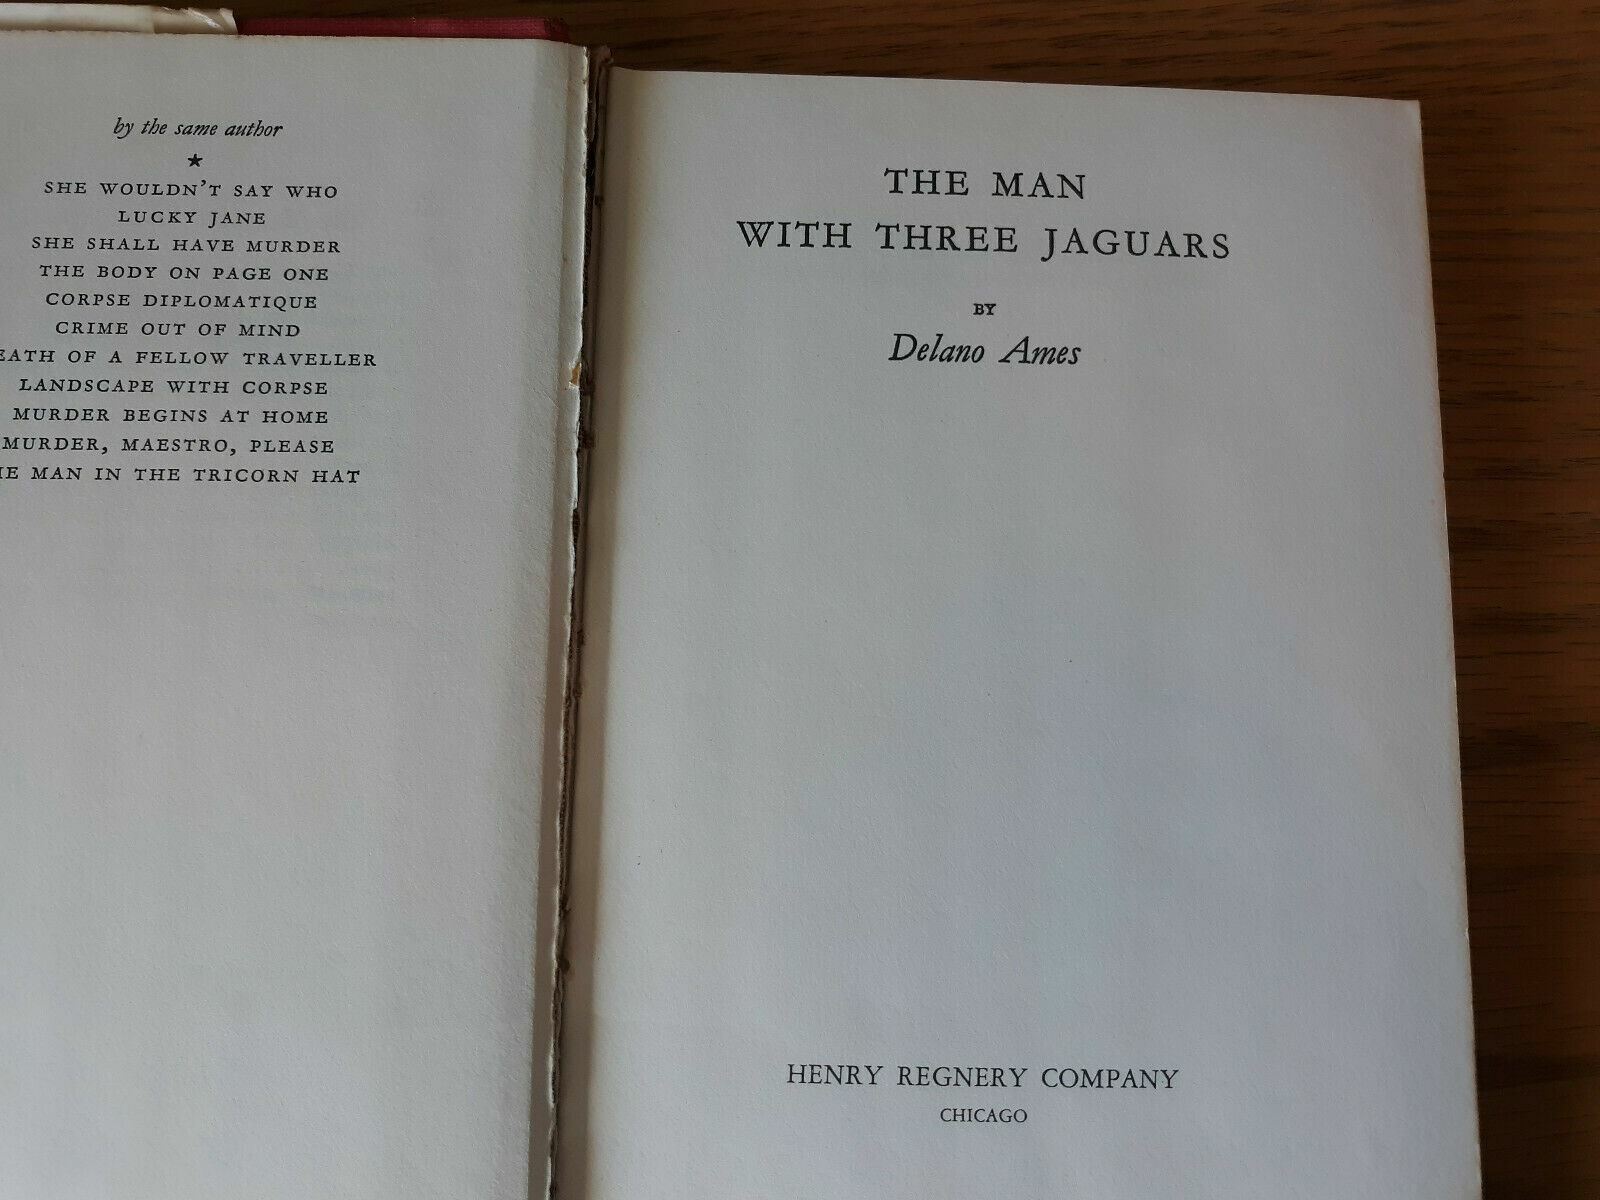 by the same author
★
SHE WOULDN'T SAY WHO
LUCKY JANE
SHE SHALL HAVE MURDER
THE BODY ON PAGE ONE
CORPSE DIPLOMATIQUE
CRIME OUT OF MIND
EATH OF A FELLOW TRAVELLER
LANDSCAPE WITH CORPSE
MURDER BEGINS AT HOME
MURDER, MAESTRO, PLEASE
HE MAN IN THE TRICORN HAT
THE MAN
WITH THREE JAGUARS
BY
Delano Ames
HENRY REGNERY COMPANY
CHICAGO